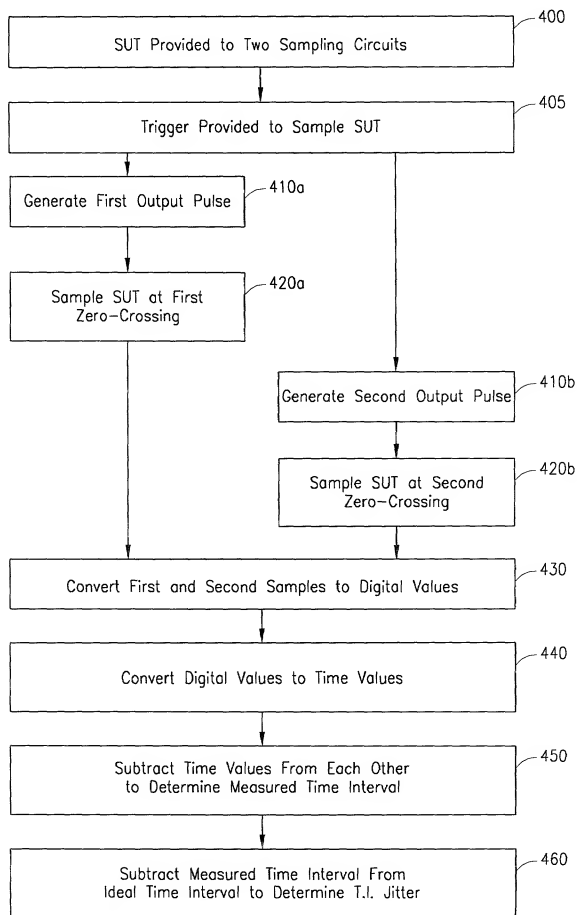 400
SUT Provided to Two Sampling Circuits
405
Trigger Provided to Sample SUT
410a
Generate First Output Pulse
420a
Sample SUT at First
Zero-Crossing
410b
Generate Second Output Pulse
420b
Sample SUT at Second
Zero-Crossing
430
Convert First and Second Samples to Digital Values
440
Convert Digital Values to Time Values
450
Subtract Time Values From Each Other
to Determine Measured Time Interval
460
Subtract Measured Time Interval From
Ideal Time Interval to Determine T.I. Jitter